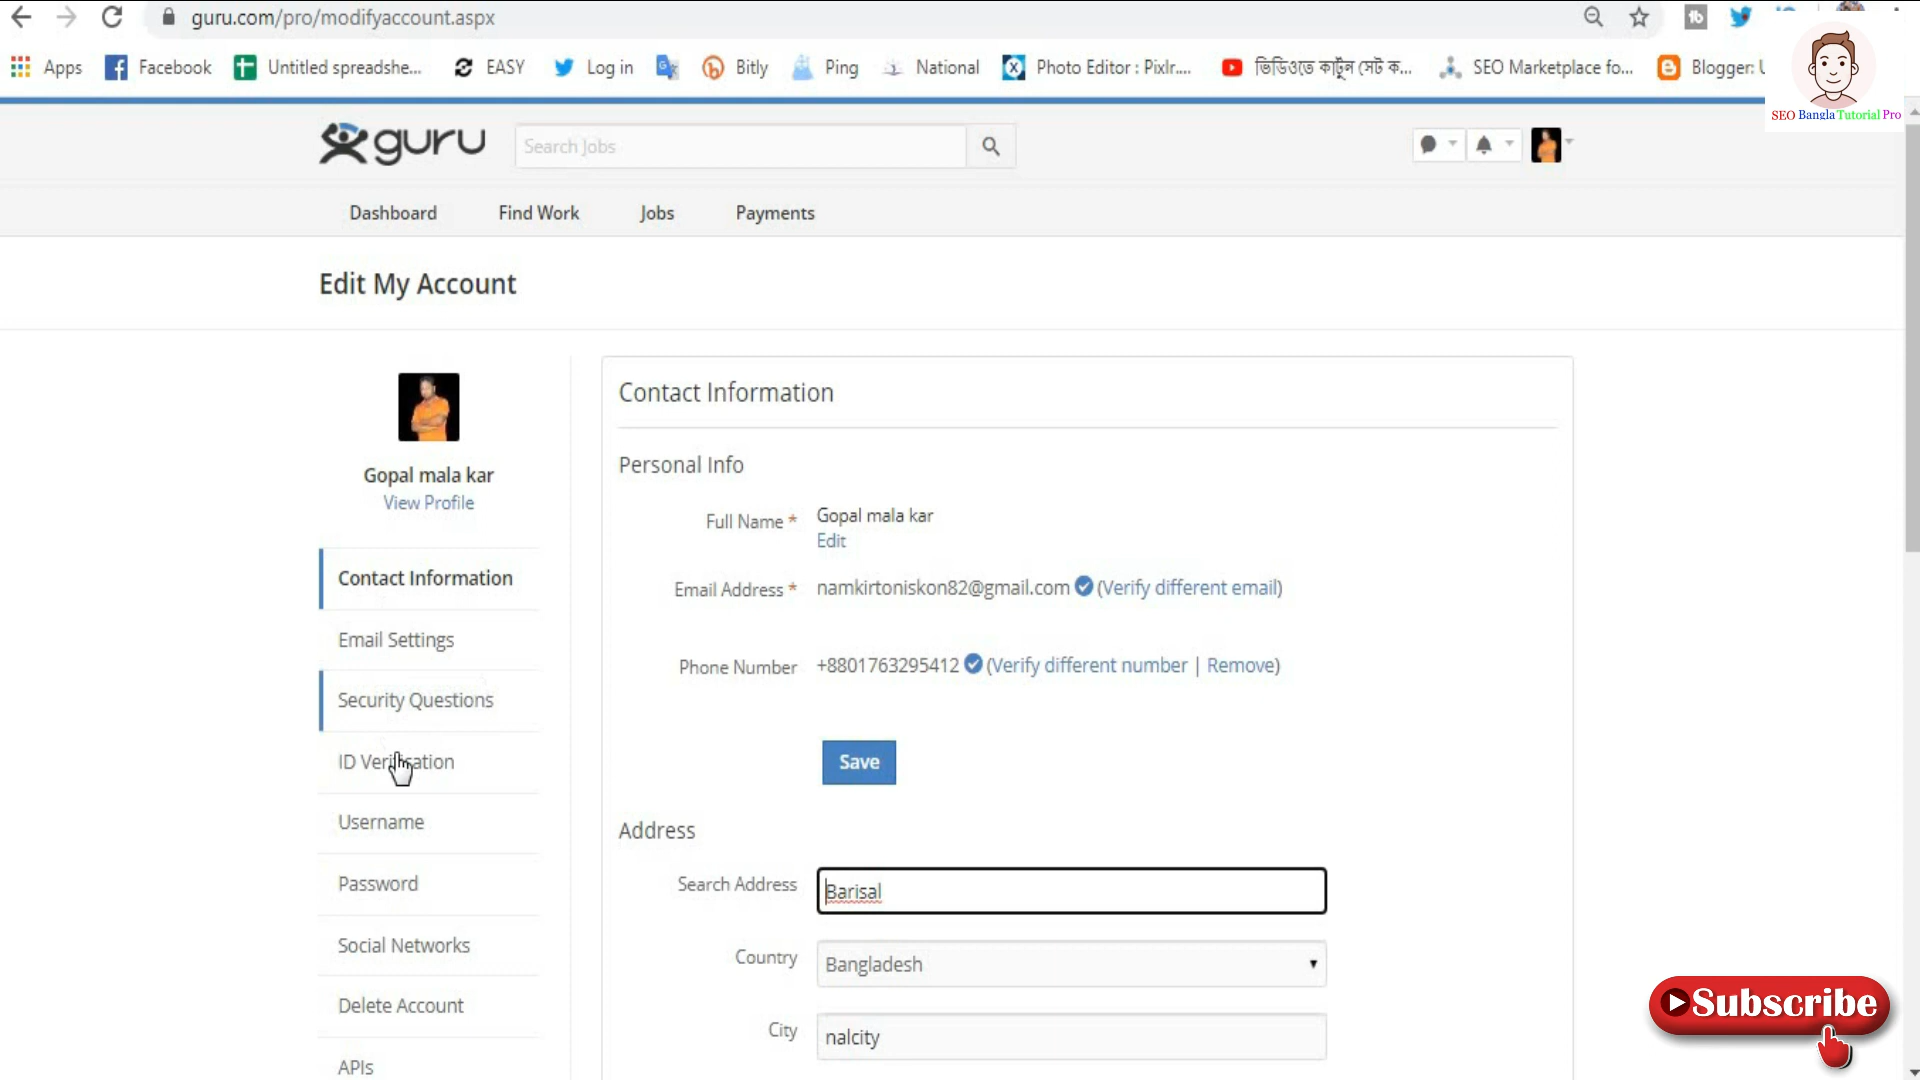 guru.com/pro/modifyaccount.aspx
Apps Facebook Untitled spreadshe... EASY Log in Bitly Ping National Photo Editor : Pixlr.... ভিডিওতে কার্টুন সেট ক... SEO Marketplace fo... Blogger: U
SEO Bangla Tutorial Pro
guru Search Jobs
Dashboard Find Work Jobs Payments
Edit My Account
Gopal mala kar
View Profile
Contact Information
Email Settings
Security Questions
ID Verification
Username
Password
Social Networks
Delete Account
APIs
Contact Information
Personal Info
Full Name * Gopal mala kar
Edit
Email Address * namkirtoniskon82@gmail.com (Verify different email)
Phone Number +8801763295412 (Verify different number | Remove)
Save
Address
Search Address Barisal
Country Bangladesh
City nalcity
Subscribe